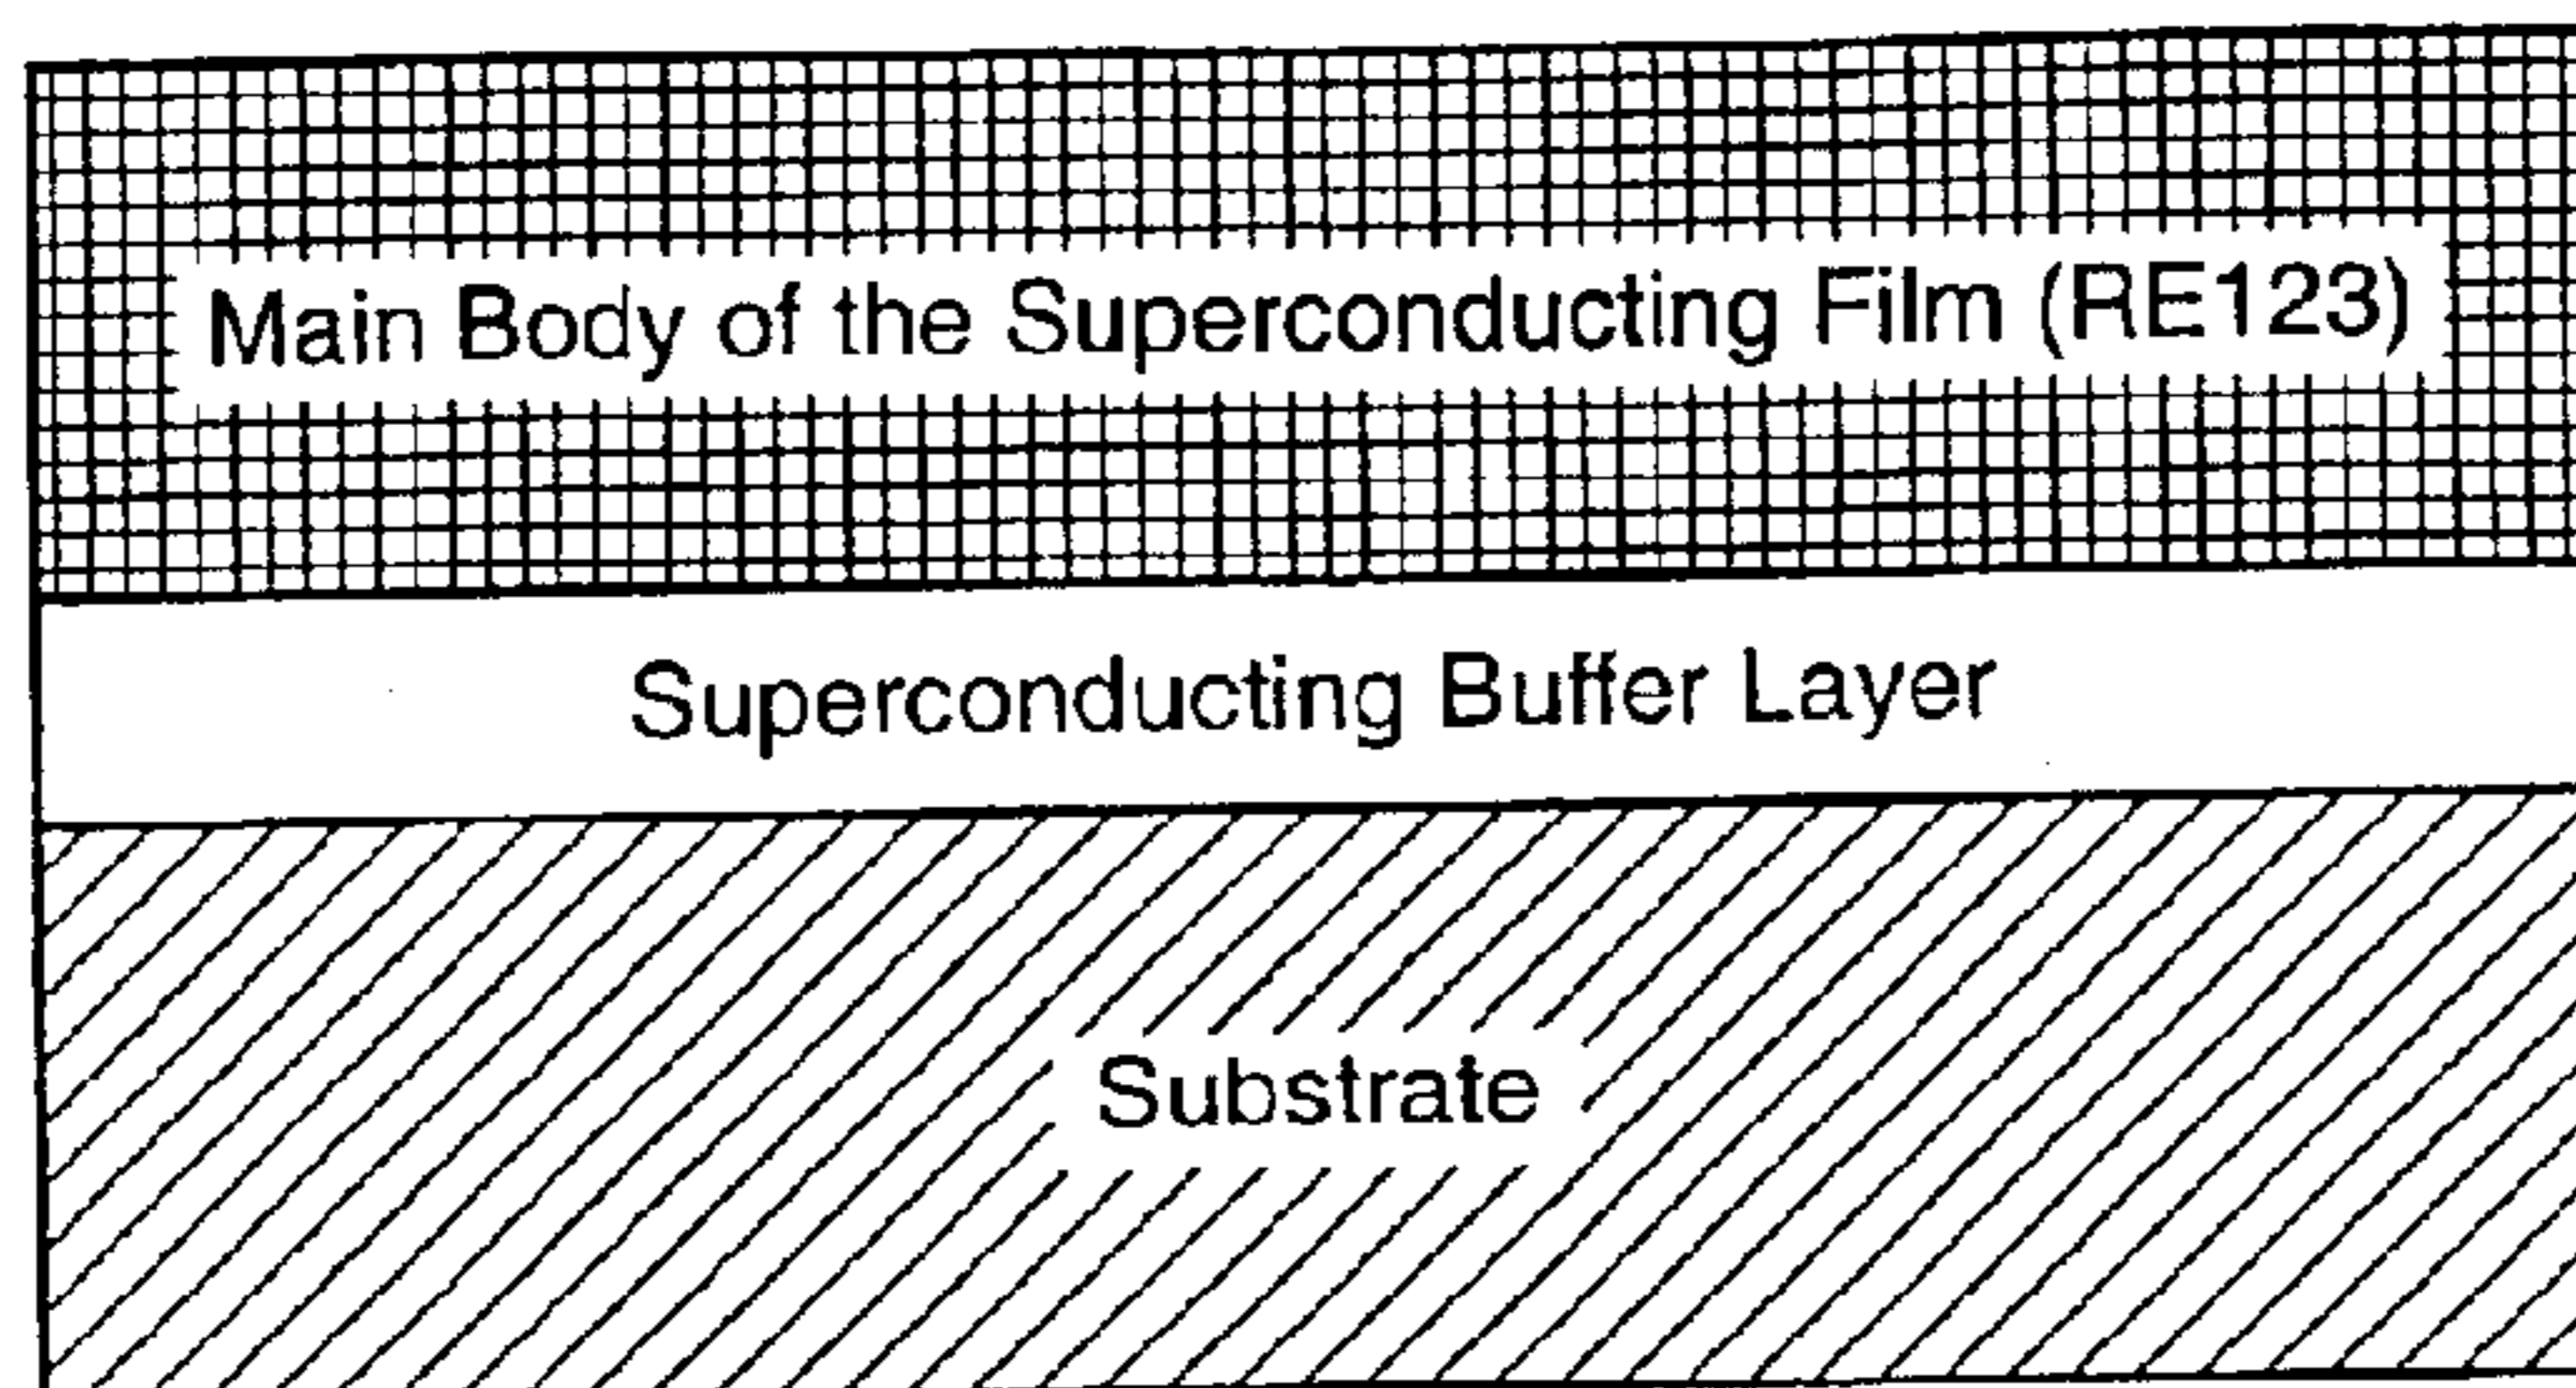 Main Body of the Superconducting Film (RE123)
Superconducting Buffer Layer
Substrate